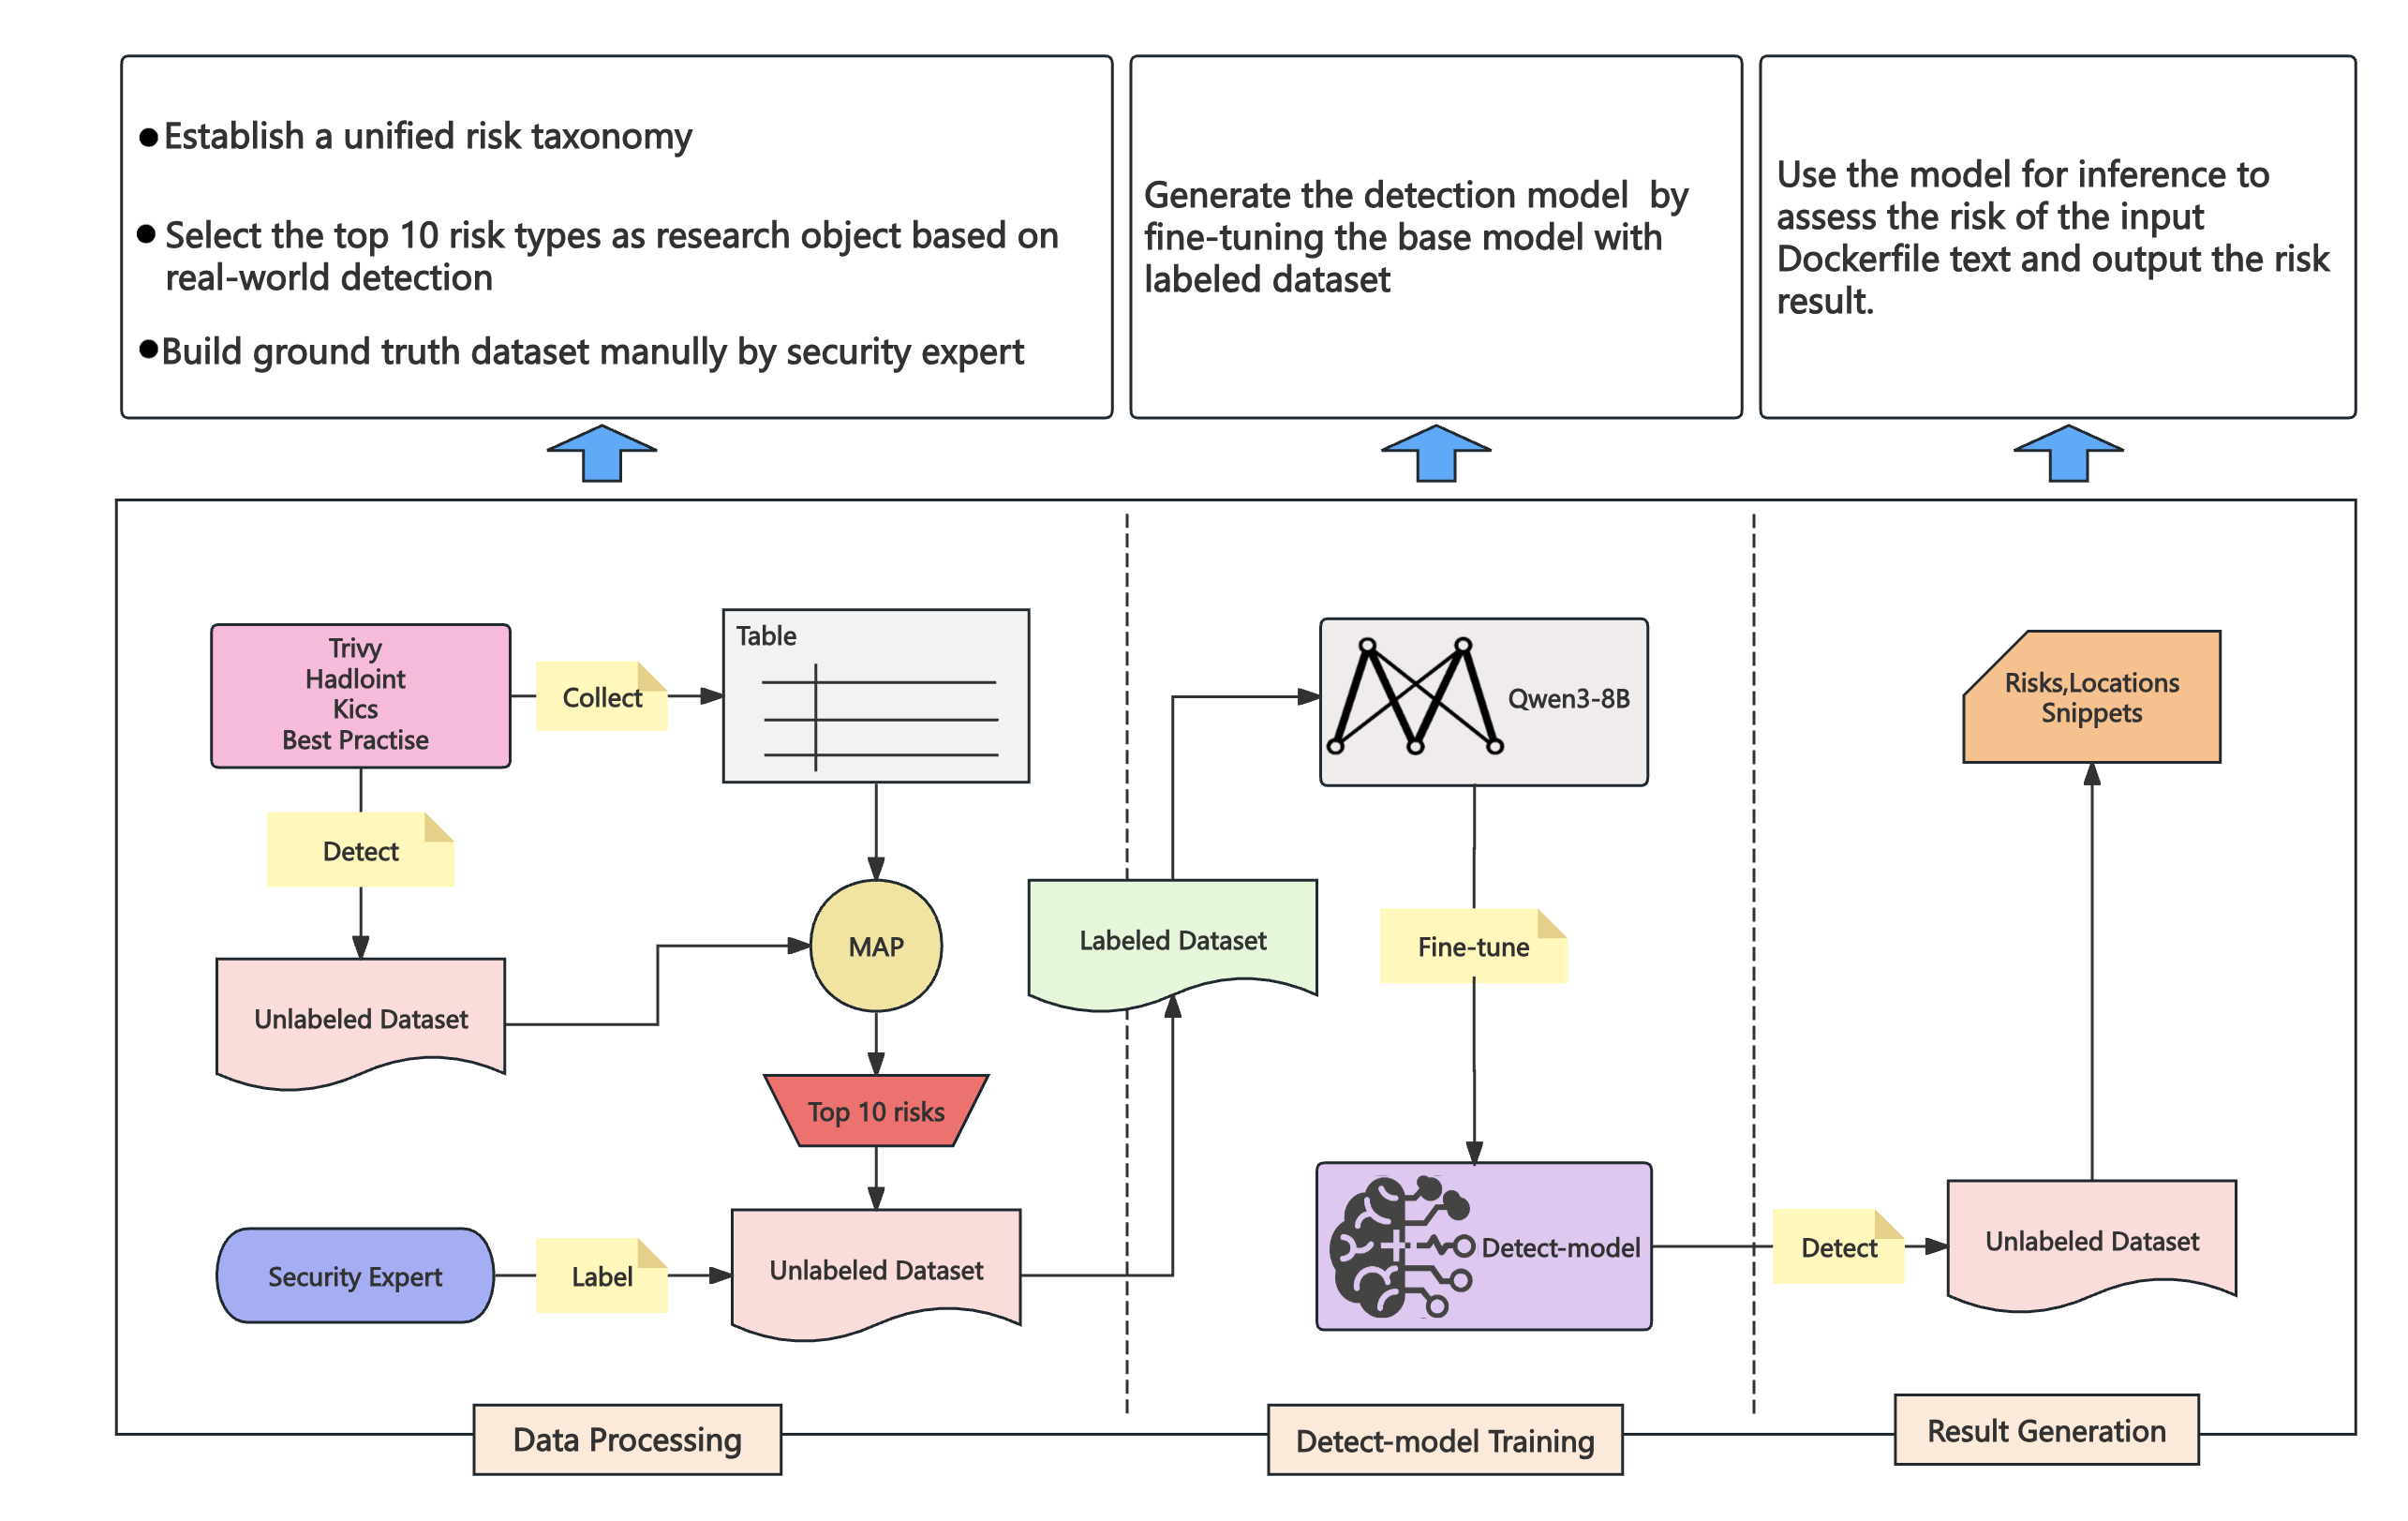 Establish a unified risk taxonomy
Select the top 10 risk types as research object based on
real-world detection
Build ground truth dataset manully by security expert
Generate the detection model by
fine-tuning the base model with
labeled dataset
Use the model for inference to
assess the risk of the input
Dockerfile text and output the risk
result.
Trivy
Hadloint
Kics
Best Practise
Collect
Table
Detect
Unlabeled Dataset
MAP
Top 10 risks
Security Expert
Label
Unlabeled Dataset
Labeled Dataset
Qwen3-8B
Fine-tune
Detect-model
Detect
Unlabeled Dataset
Risks,Locations
Snippets
Data Processing
Detect-model Training
Result Generation